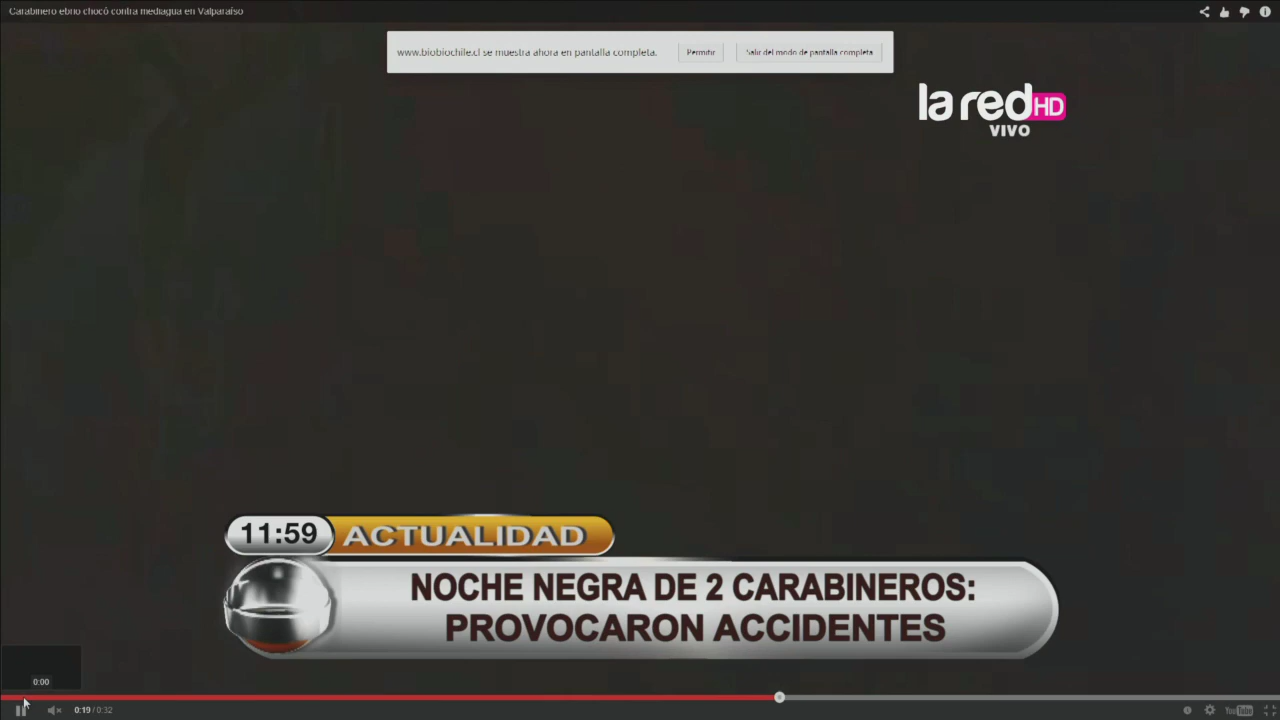 Carabinero ebrio chocó contra mediagua en Valparaíso
www.biobiochile.cl se muestra ahora en pantalla completa.
Permitir
Salir del modo de pantalla completa
la red HD
VIVO
11:59 ACTUALIDAD
NOCHE NEGRA DE 2 CARABINEROS:
PROVOCARON ACCIDENTES
0:00
0:19 / 0:32
YouTube